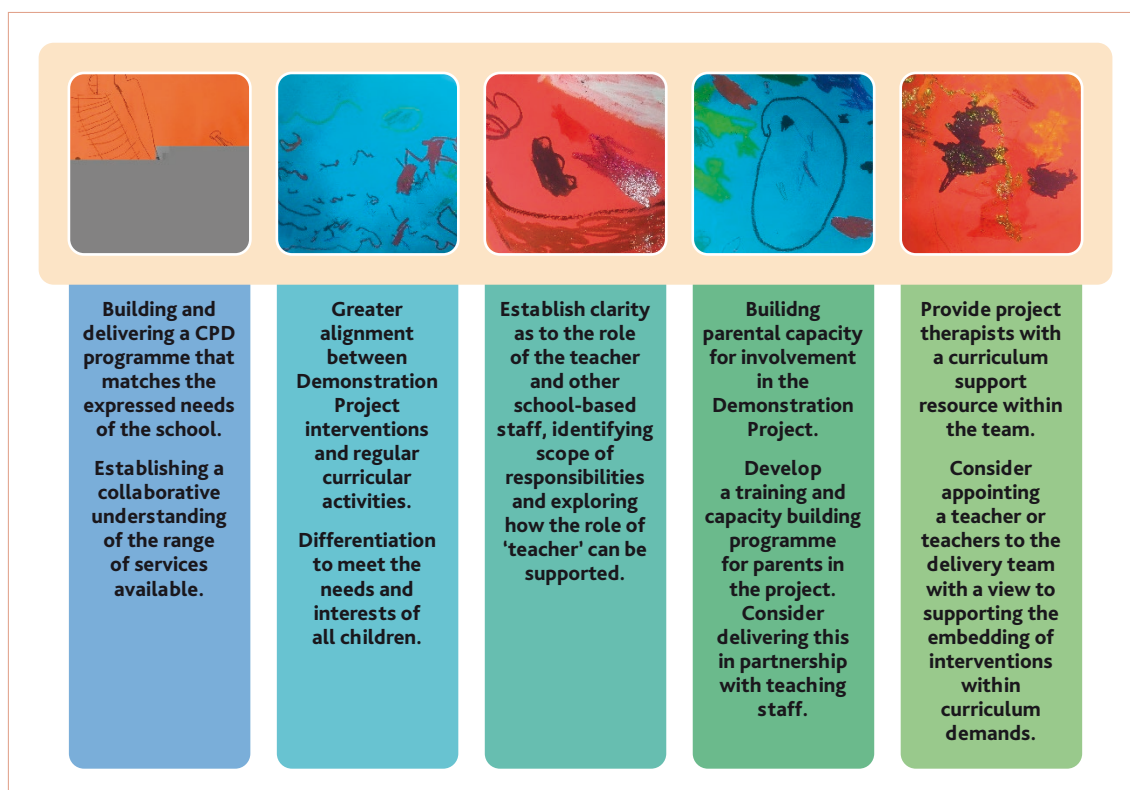 Building and
delivering a CPD
programme that
matches the
expressed needs
of the school.
Establishing a
collaborative
understanding
of the range
of services
available.
Greater
alignment
between
Demonstration
Project
interventions
and regular
curricular
activities.
Differentiation
to meet the
needs and
interests of
all children.
Establish clarity
as to the role
of the teacher
and other
school-based
staff, identifying
scope of
responsibilities
and exploring
how the role of
‘teacher’ can be
supported.
Builidng
parental capacity
for involvement
in the
Demonstration
Project.
Develop
a training and
capacity building
programme
for parents in
the project.
Consider
delivering this
in partnership
with teaching
staff.
Provide project
therapists with
a curriculum
support
resource within
the team.
Consider
appointing
a teacher or
teachers to the
delivery team
with a view to
supporting the
embedding of
interventions
within
curriculum
demands.